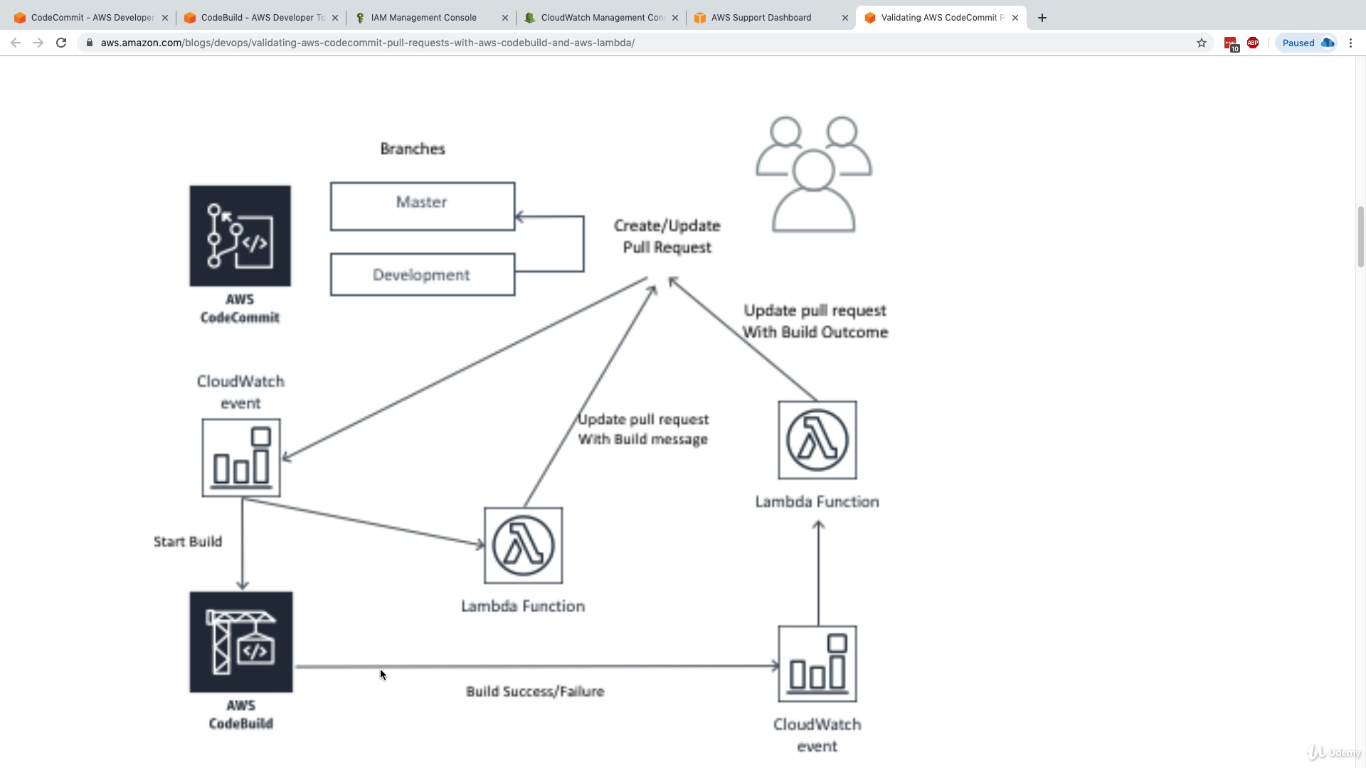 CodeCommit - AWS Developer
CodeBuild - AWS Developer To
IAM Management Console
CloudWatch Management Con
AWS Support Dashboard
Validating AWS CodeCommit P
aws.amazon.com/blogs/devops/validating-aws-codecommit-pull-requests-with-aws-codebuild-and-aws-lambda/
10
ABP
Paused
Branches
Master
Development
AWS
CodeCommit
Create/Update
Pull Request
Update pull request
With Build Outcome
CloudWatch
event
Update pull request
With Build message
Lambda Function
Start Build
Lambda Function
AWS
CodeBuild
Build Success/Failure
CloudWatch
event
Udemy